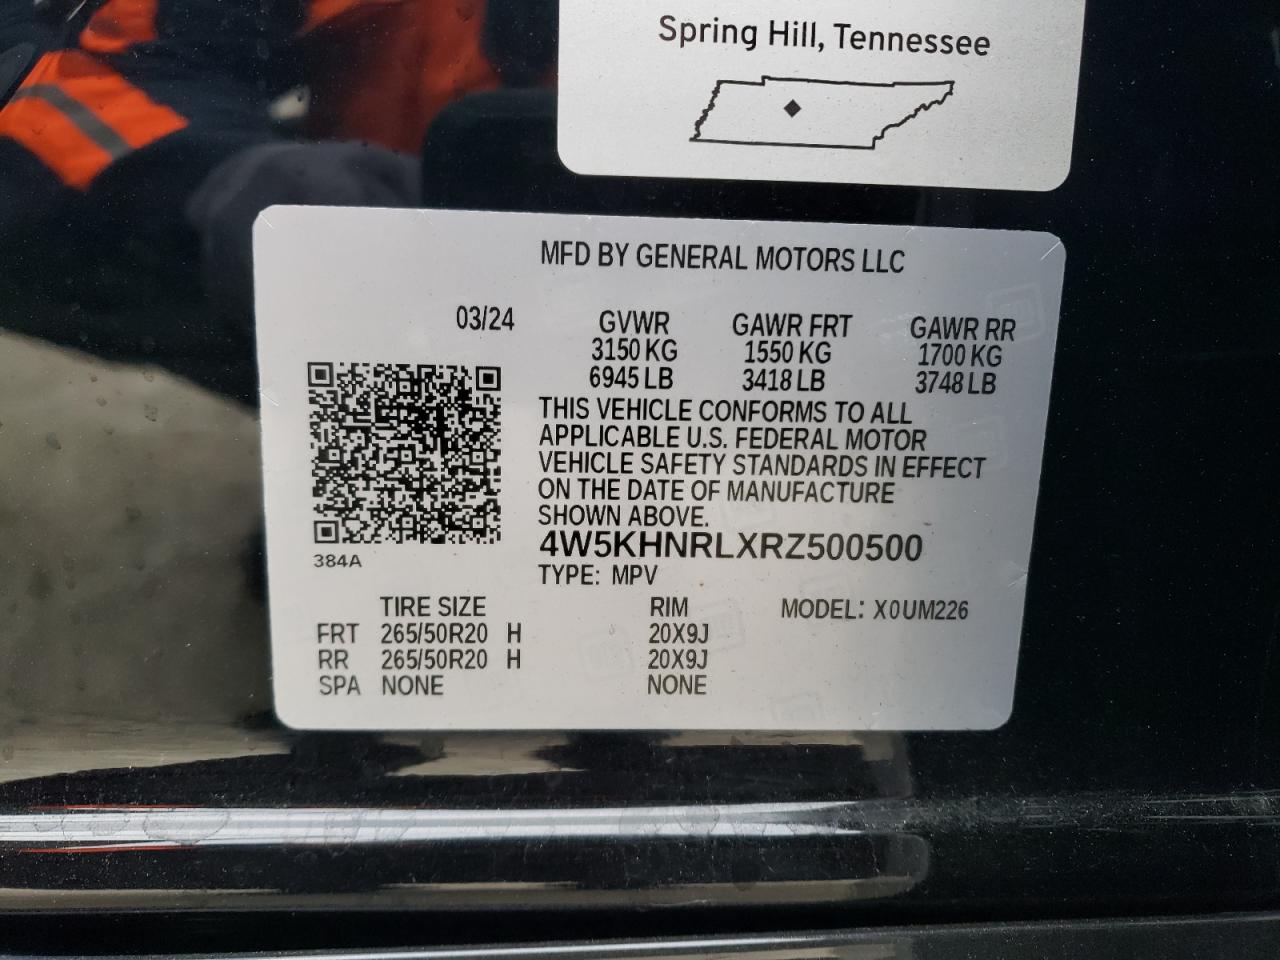 Spring Hill, Tennessee
MFD BY GENERAL MOTORS LLC
03/24 GVWR GAWR FRT GAWR RR
3150 KG 1550 KG 1700 KG
6945 LB 3418 LB 3748 LB
THIS VEHICLE CONFORMS TO ALL
APPLICABLE U.S. FEDERAL MOTOR
VEHICLE SAFETY STANDARDS IN EFFECT
ON THE DATE OF MANUFACTURE
SHOWN ABOVE.
4W5KHNRLXRZ500500
384A
TYPE: MPV
TIRE SIZE RIM MODEL: X0UM226
FRT 265/50R20 H 20X9J
RR 265/50R20 H 20X9J
SPA NONE NONE